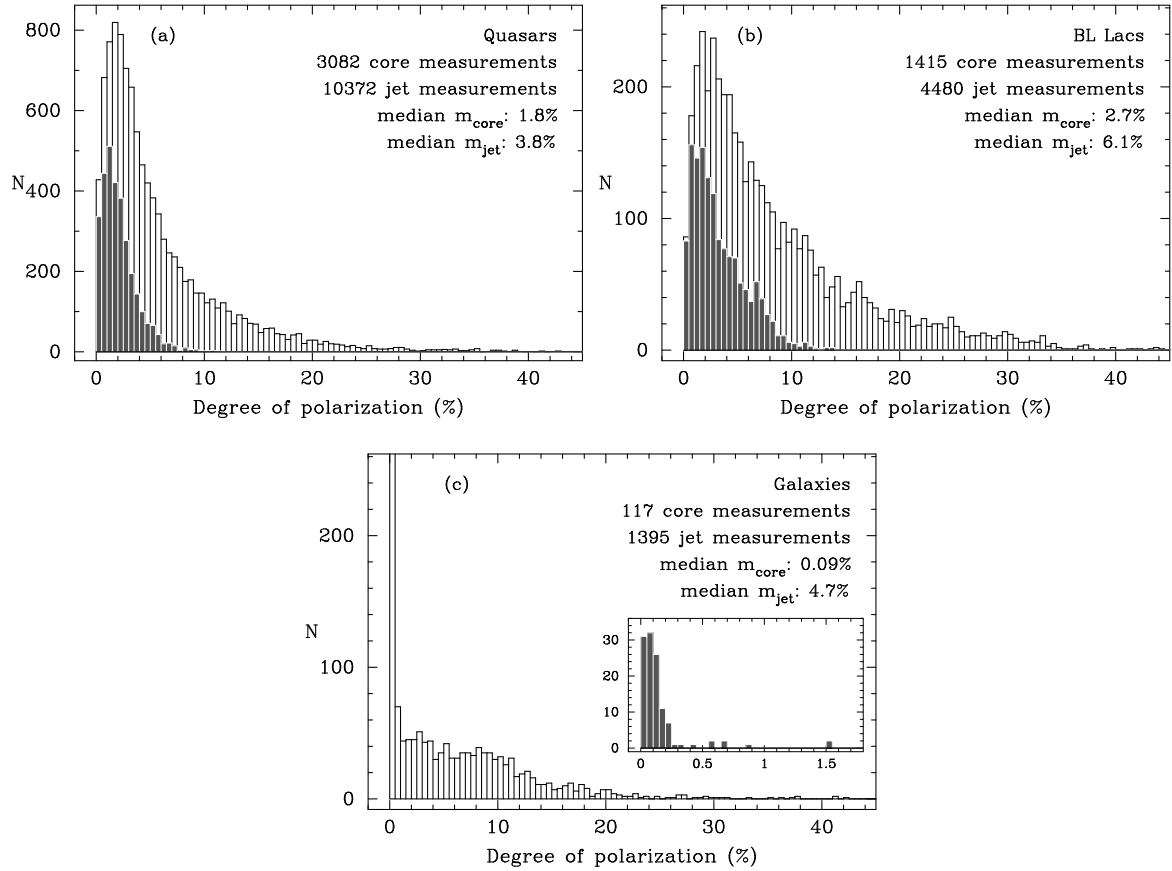 (a)
Quasars
3082 core measurements
10372 jet measurements
median m_core: 1.8%
median m_jet: 3.8%
N
800
600
400
200
0
0 10 20 30 40
Degree of polarization (%)
(b)
BL Lacs
1415 core measurements
4480 jet measurements
median m_core: 2.7%
median m_jet: 6.1%
N
200
100
0
0 10 20 30 40
Degree of polarization (%)
(c)
Galaxies
117 core measurements
1395 jet measurements
median m_core: 0.09%
median m_jet: 4.7%
N
200
100
0
30
20
10
0
0 0.5 1 1.5
0 10 20 30 40
Degree of polarization (%)